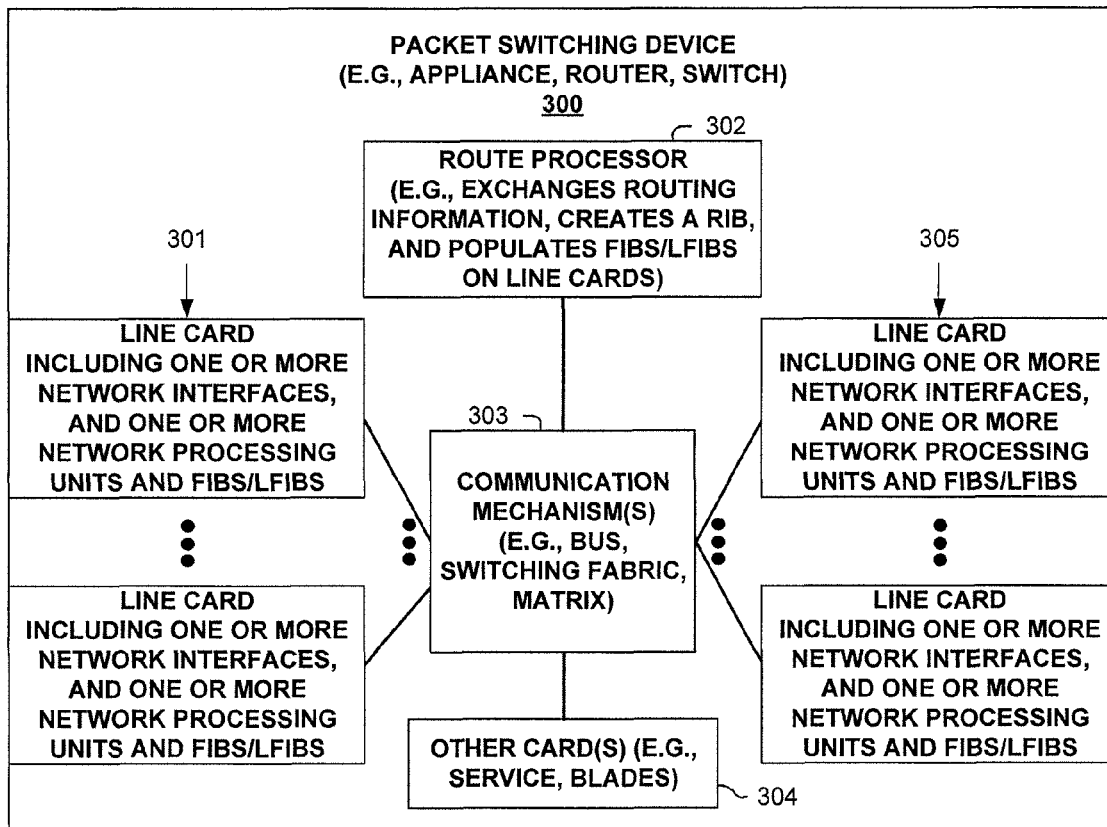 PACKET SWITCHING DEVICE
(E.G., APPLIANCE, ROUTER, SWITCH)
300
302
ROUTE PROCESSOR
(E.G., EXCHANGES ROUTING
INFORMATION, CREATES A RIB,
AND POPULATES FIBS/LFIBS
ON LINE CARDS)
301
LINE CARD
INCLUDING ONE OR MORE
NETWORK INTERFACES,
AND ONE OR MORE
NETWORK PROCESSING
UNITS AND FIBS/LFIBS
305
LINE CARD
INCLUDING ONE OR MORE
NETWORK INTERFACES,
AND ONE OR MORE
NETWORK PROCESSING
UNITS AND FIBS/LFIBS
303
COMMUNICATION
MECHANISM(S)
(E.G., BUS,
SWITCHING FABRIC,
MATRIX)
LINE CARD
INCLUDING ONE OR MORE
NETWORK INTERFACES,
AND ONE OR MORE
NETWORK PROCESSING
UNITS AND FIBS/LFIBS
LINE CARD
INCLUDING ONE OR MORE
NETWORK INTERFACES,
AND ONE OR MORE
NETWORK PROCESSING
UNITS AND FIBS/LFIBS
OTHER CARD(S) (E.G.,
SERVICE, BLADES)
304